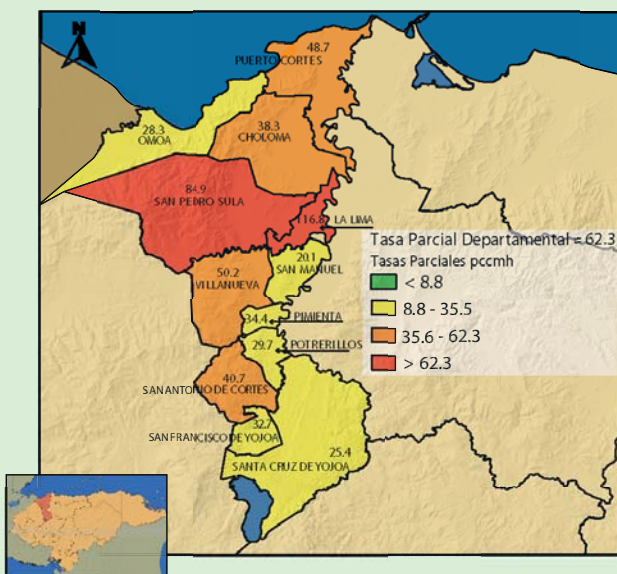 N
48.7
PUERTO CORTES
28.3
OMOA
38.3
CHOLOMA
84.9
SAN PEDRO SULA
116.8 LA LIMA
Tasa Parcial Departamental = 62.3
Tasas Parciales pccmh
< 8.8
8.8 - 35.5
35.6 - 62.3
> 62.3
20.1
SAN MANUEL
50.2
VILLANUEVA
34.4 PIMIENTA
29.7 POTRERILLOS
40.7
SAN ANTONIO DE CORTES
32.7
SAN FRANCISCO DE YOJOA
25.4
SANTA CRUZ DE YOJOA